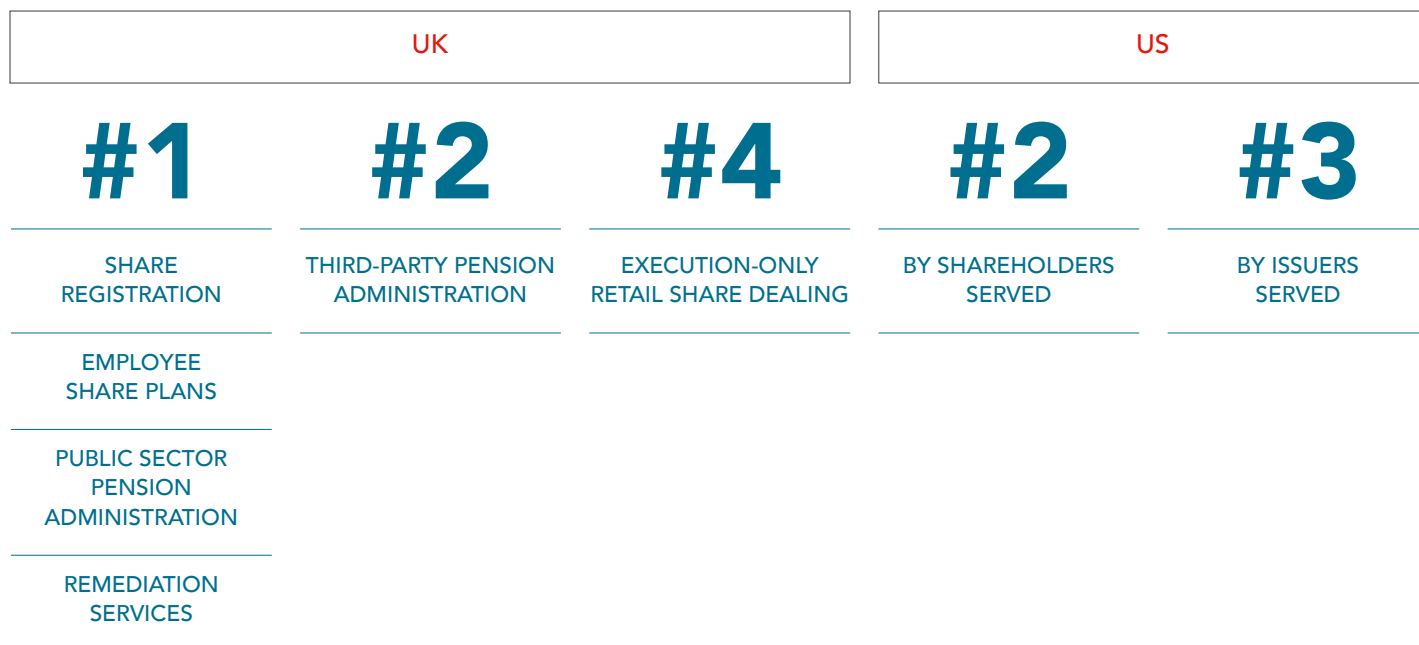 UK
US
#1
#2
#4
#2
#3
SHARE
REGISTRATION
THIRD-PARTY PENSION
ADMINISTRATION
EXECUTION-ONLY
RETAIL SHARE DEALING
BY SHAREHOLDERS
SERVED
BY ISSUERS
SERVED
EMPLOYEE
SHARE PLANS
PUBLIC SECTOR
PENSION
ADMINISTRATION
REMEDIATION
SERVICES